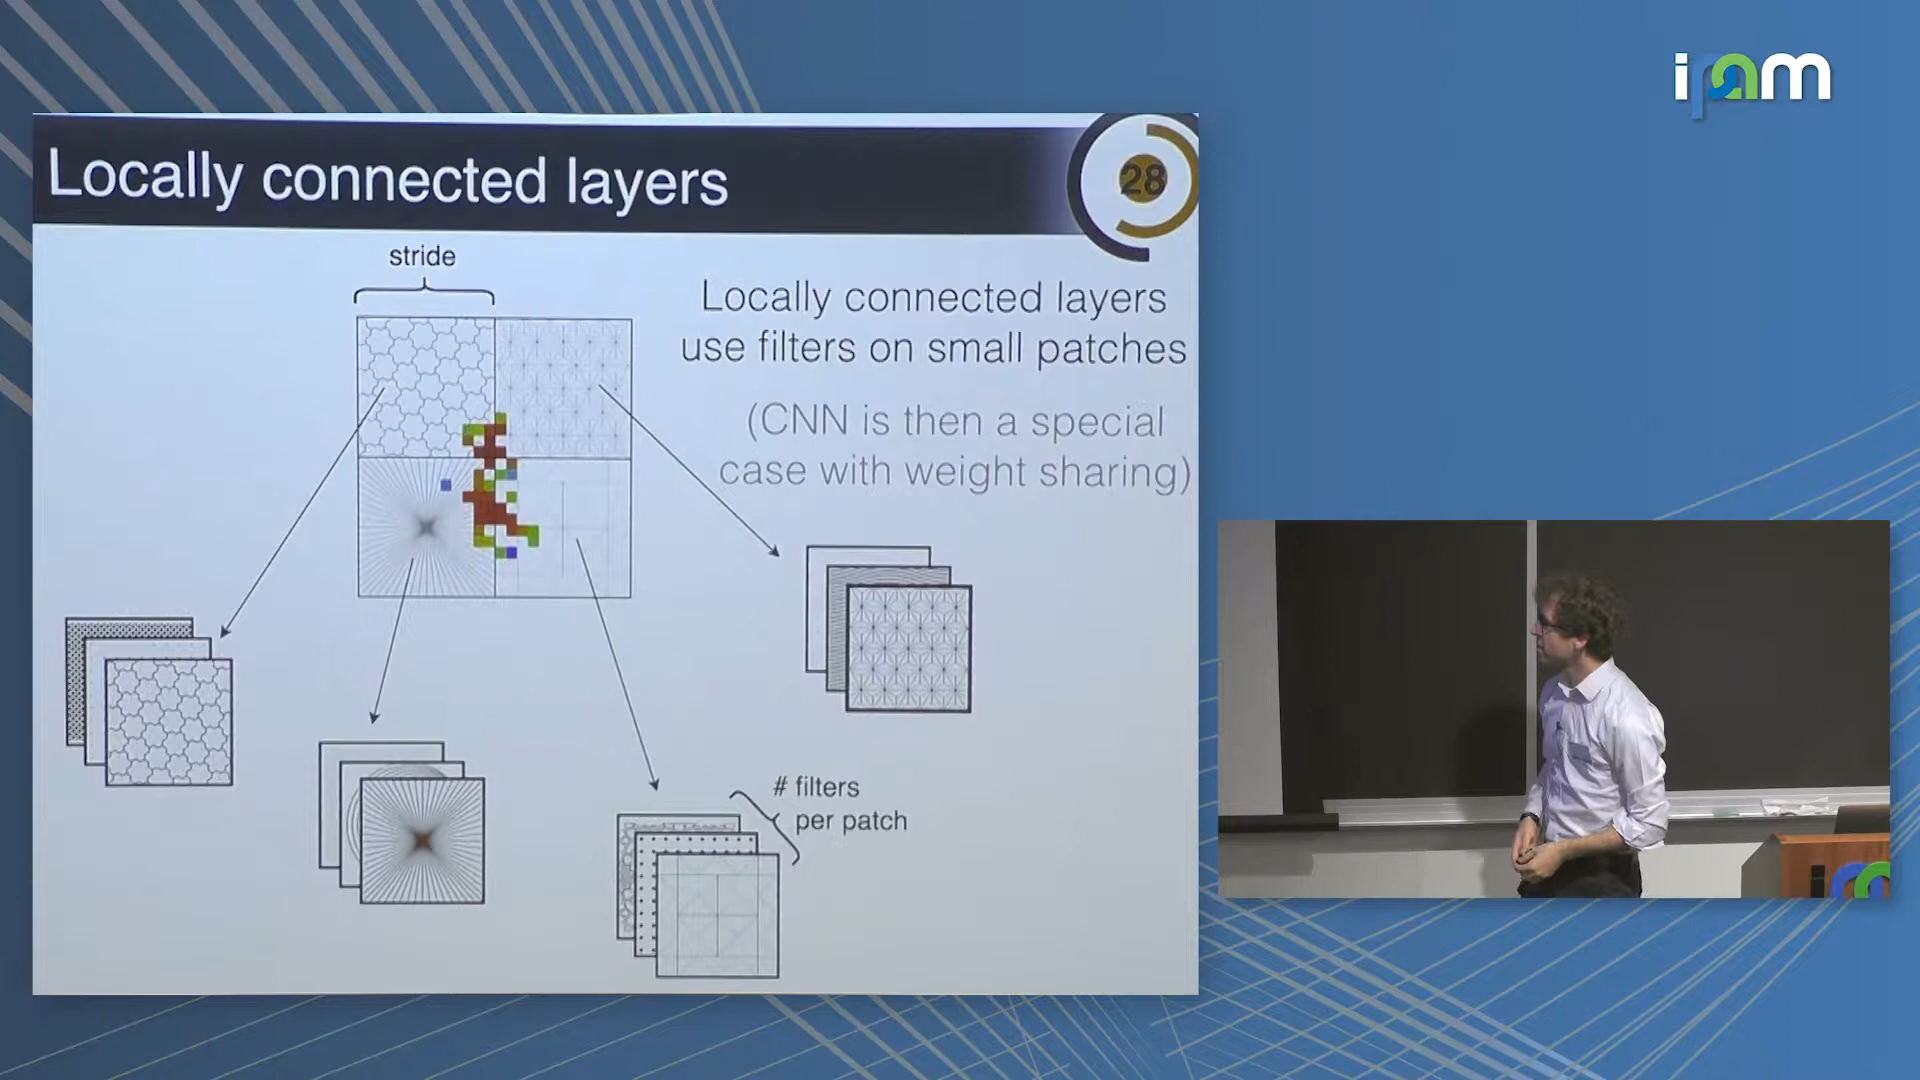 ipam
Locally connected layers
28
stride
Locally connected layers
use filters on small patches
(CNN is then a special
case with weight sharing)
# filters
per patch